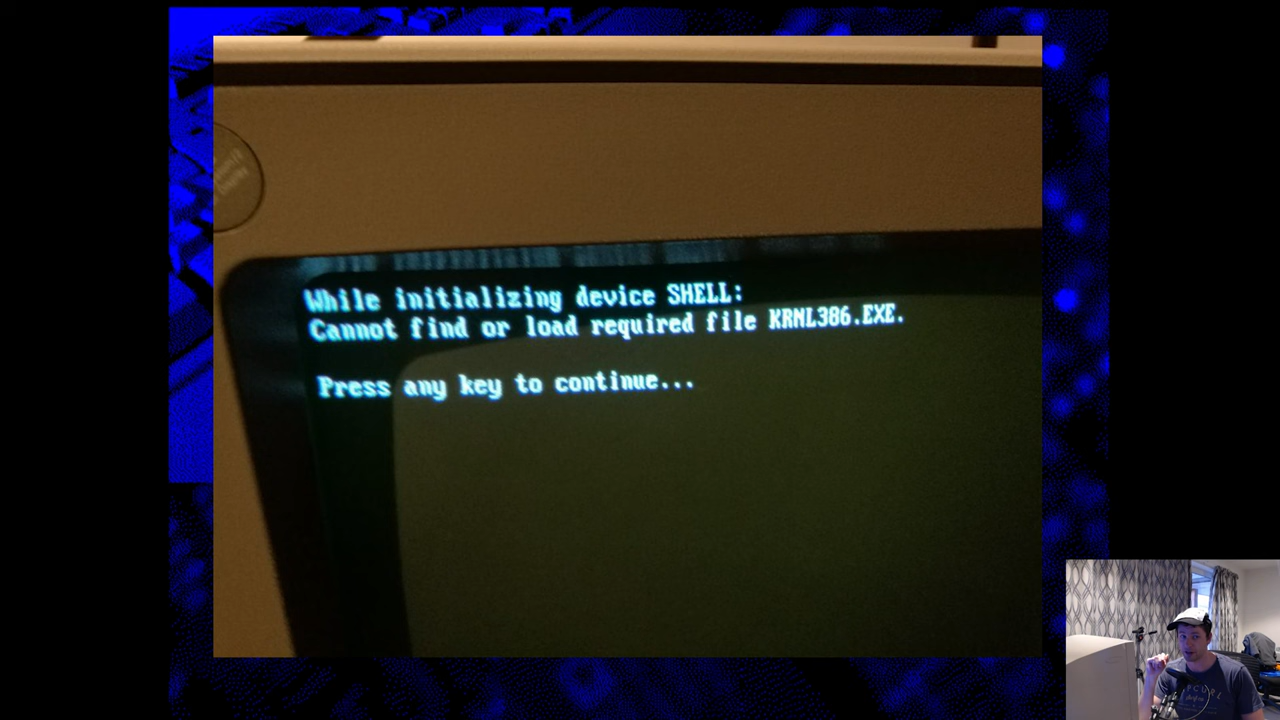 While initializing device SHELL:
Cannot find or load required file KRNL386.EXE.
Press any key to continue...